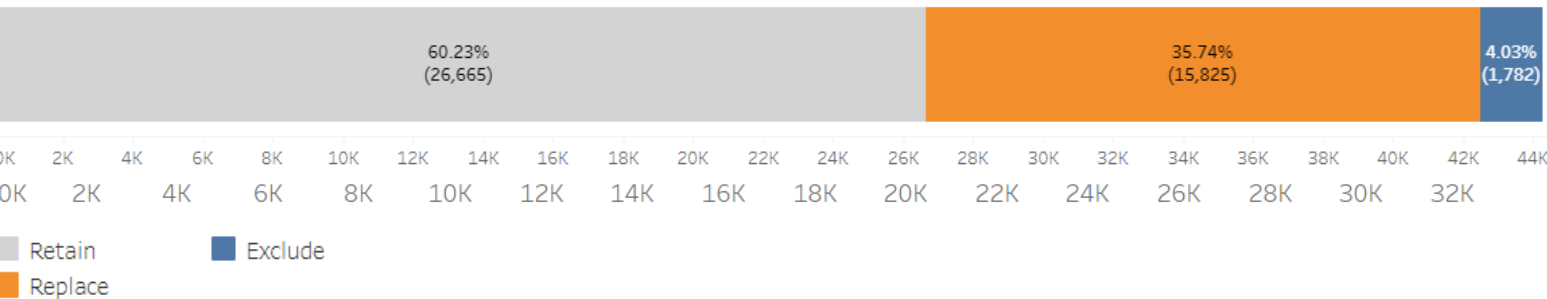 60.23% 35.74% 4.03%
(26,665) (15,825) (1,782)
0K 2K 4K 6K 8K 10K 12K 14K 16K 18K 20K 22K 24K 26K 28K 30K 32K 34K 36K 38K 40K 42K 44K
0K 2K 4K 6K 8K 10K 12K 14K 16K 18K 20K 22K 24K 26K 28K 30K 32K
Retain Exclude
Replace